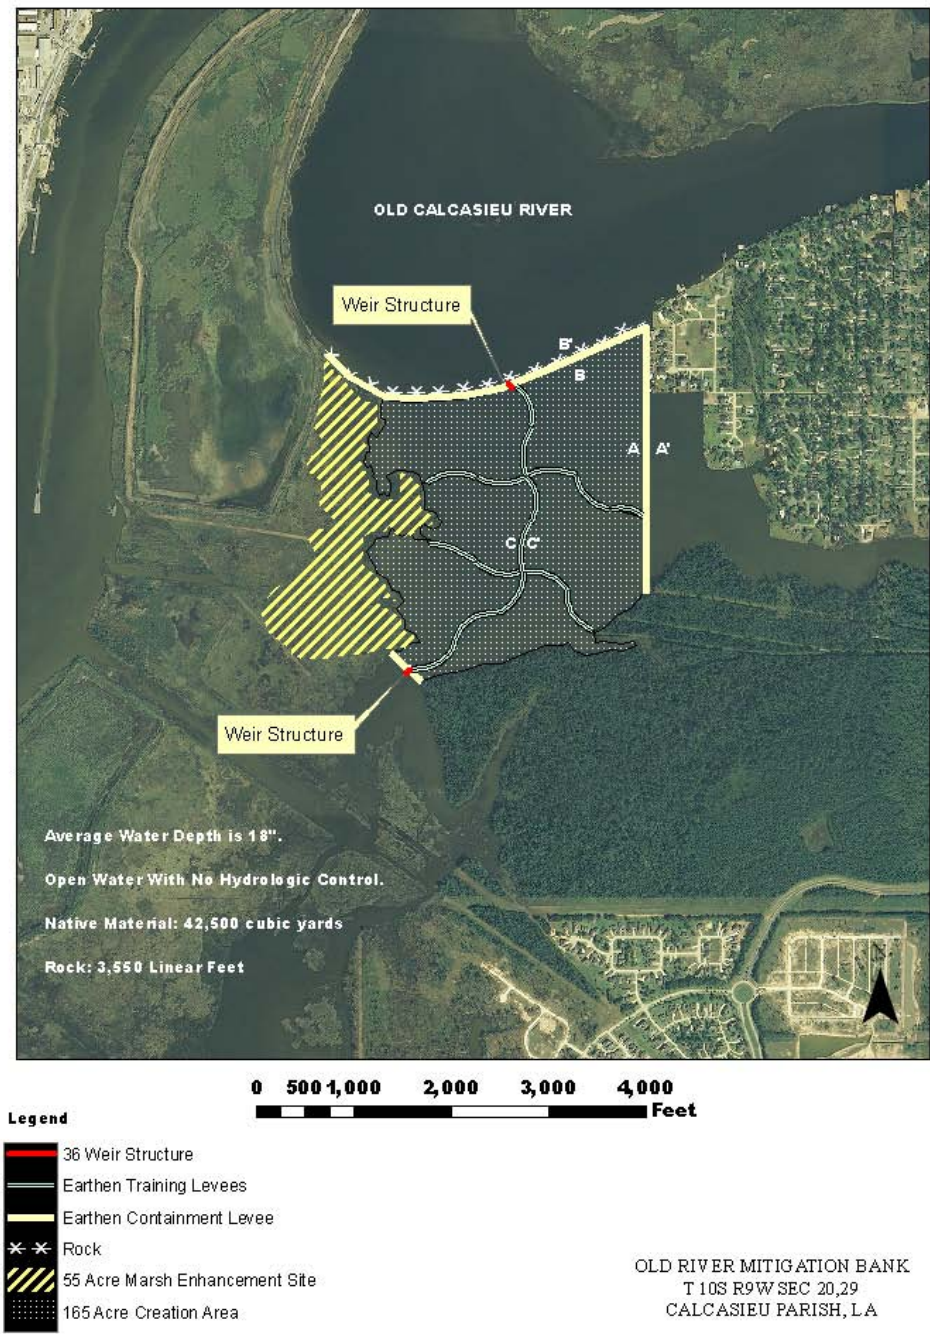 OLD CALCASIEU RIVER
Weir Structure
B'
B
A A'
C C'
Weir Structure
Average Water Depth is 18".
Open Water With No Hydrologic Control.
Native Material: 42,500 cubic yards
Rock: 3,550 Linear Feet
0 500 1,000 2,000 3,000 4,000
Feet
Legend
36 Weir Structure
Earthen Training Levees
Earthen Containment Levee
Rock
55 Acre Marsh Enhancement Site
165 Acre Creation Area
OLD RIVER MITIGATION BANK
T 10S R9W SEC 20,29
CALCASIEU PARISH, LA